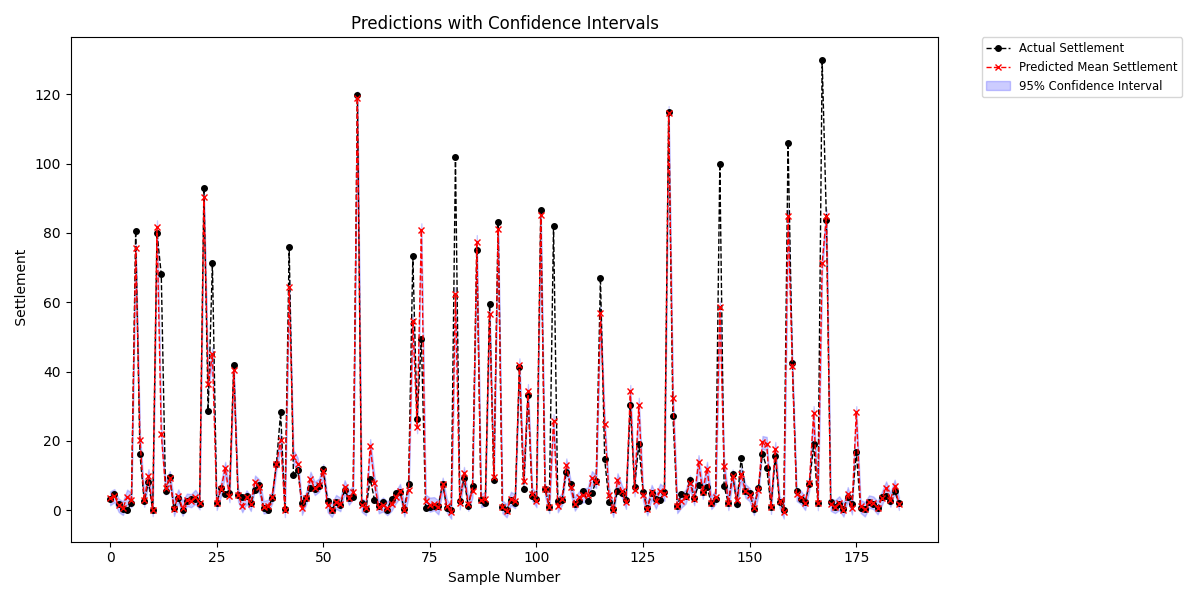 Predictions with Confidence Intervals
Actual Settlement
Predicted Mean Settlement
95% Confidence Interval
Settlement
120
100
80
60
40
20
0
0 25 50 75 100 125 150 175
Sample Number